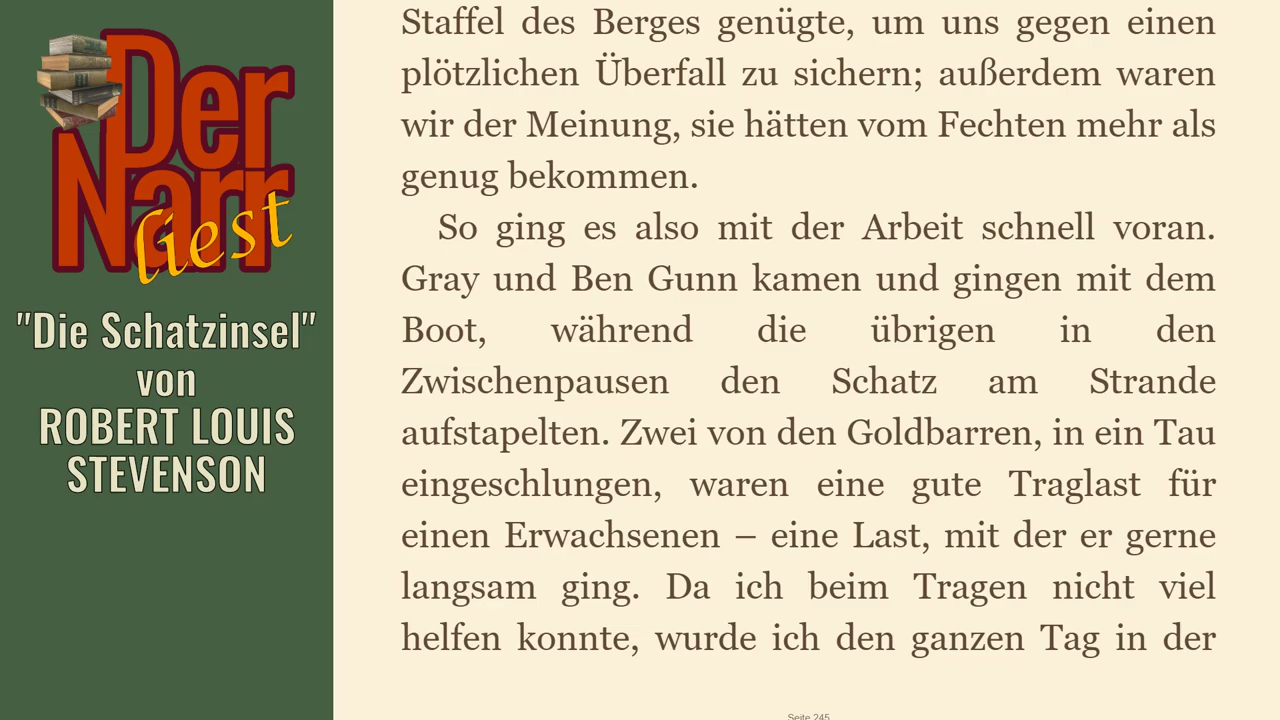 Der
Narr
liest
"Die Schatzinsel"
von
ROBERT LOUIS
STEVENSON
Staffel des Berges genügte, um uns gegen einen
plötzlichen Überfall zu sichern; außerdem waren
wir der Meinung, sie hätten vom Fechten mehr als
genug bekommen.
So ging es also mit der Arbeit schnell voran.
Gray und Ben Gunn kamen und gingen mit dem
Boot, während die übrigen in den
Zwischenpausen den Schatz am Strande
aufstapelten. Zwei von den Goldbarren, in ein Tau
eingeschlungen, waren eine gute Traglast für
einen Erwachsenen – eine Last, mit der er gerne
langsam ging. Da ich beim Tragen nicht viel
helfen konnte, wurde ich den ganzen Tag in der
Seite 245